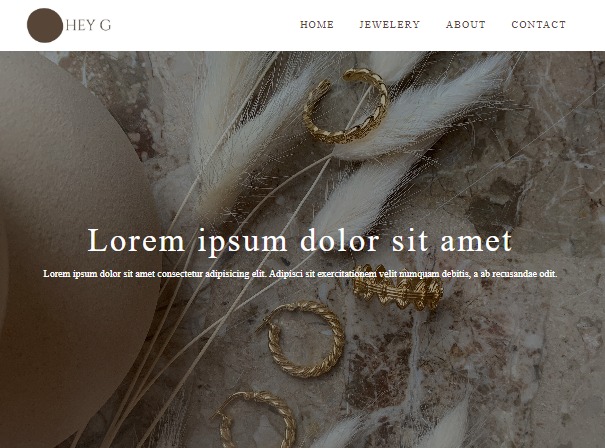 HEY G
HOME JEWELERY ABOUT CONTACT
Lorem ipsum dolor sit amet
Lorem ipsum dolor sit amet consectetur adipisicing elit. Adipisci sit exercitationem velit numquam debitis, a ab recusandae odit.